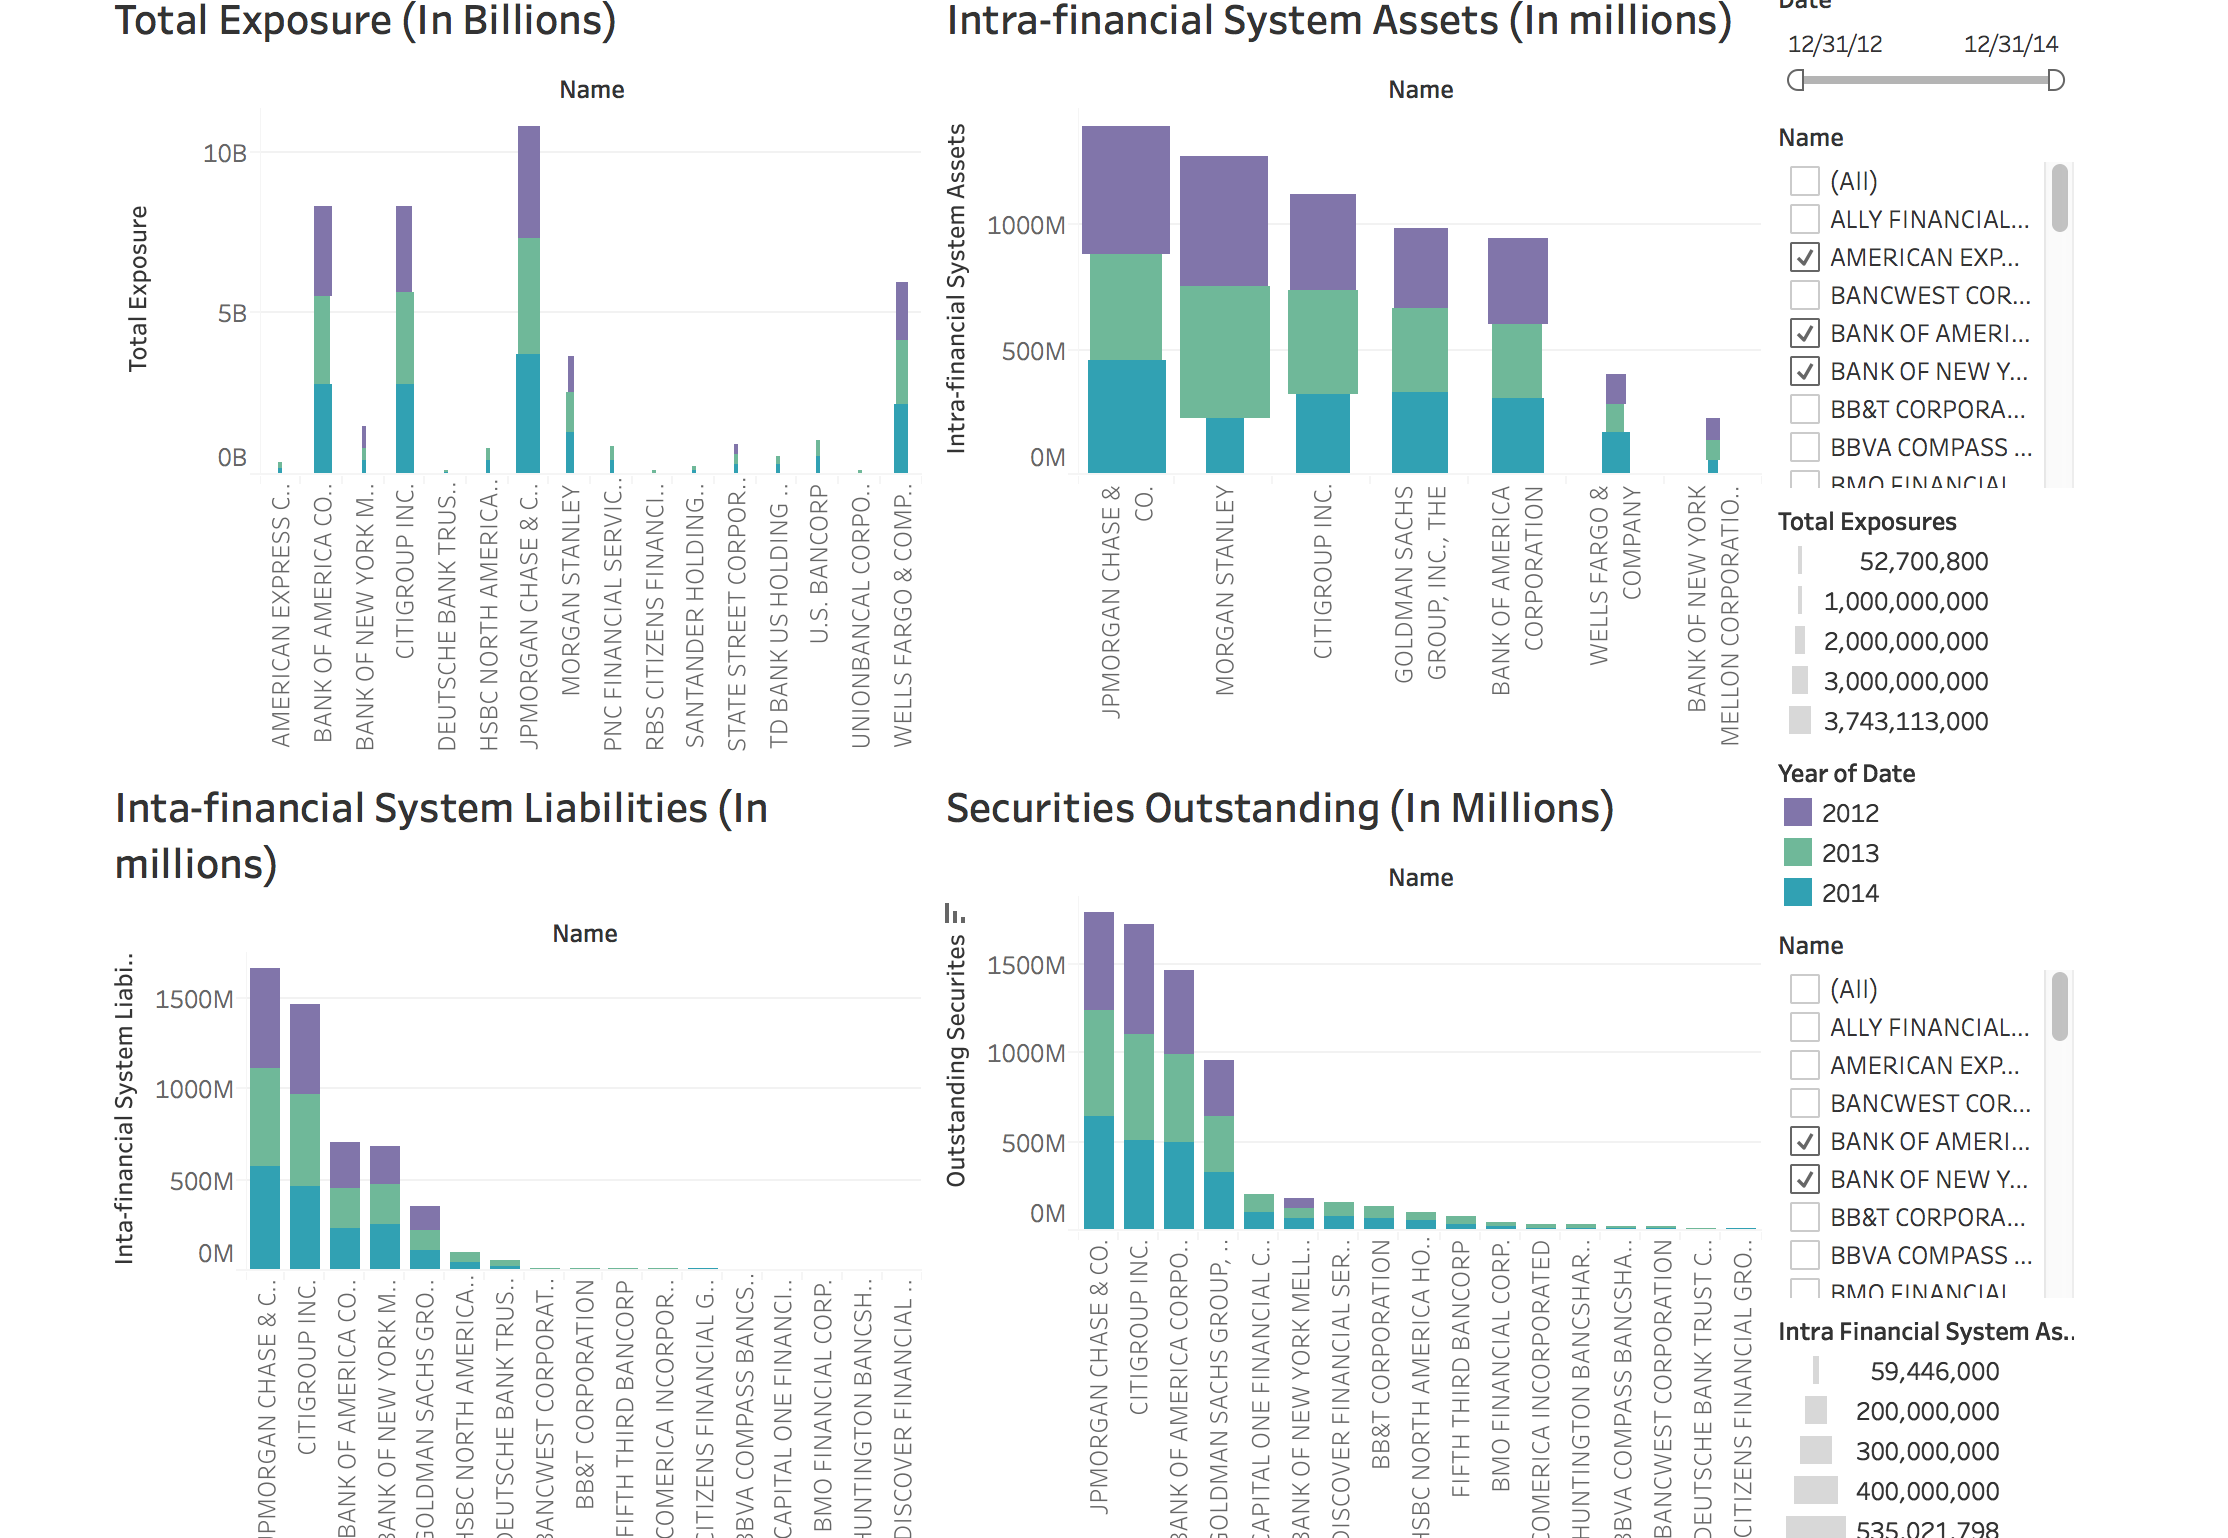 Total Exposure (In Billions)
Name
Total Exposure
10B
5B
0B
AMERICAN EXPRESS C..
BANK OF AMERICA CO..
BANK OF NEW YORK M..
CITIGROUP INC.
DEUTSCHE BANK TRUS..
HSBC NORTH AMERICA..
JPMORGAN CHASE & C..
MORGAN STANLEY
PNC FINANCIAL SERVIC..
RBS CITIZENS FINANCI..
SANTANDER HOLDING..
STATE STREET CORPOR..
TD BANK US HOLDING ..
U.S. BANCORP
UNIONBANCAL CORPO..
WELLS FARGO & COMP..
Intra-financial System Assets (In millions)
Name
Intra-financial System Assets
1000M
500M
0M
JPMORGAN CHASE &
CO.
MORGAN STANLEY
CITIGROUP INC.
GOLDMAN SACHS
GROUP, INC., THE
BANK OF AMERICA
CORPORATION
WELLS FARGO &
COMPANY
BANK OF NEW YORK
MELLON CORPORATIO..
Inta-financial System Liabilities (In
millions)
Name
Inta-financial System Liabi..
1500M
1000M
500M
0M
JPMORGAN CHASE & C..
CITIGROUP INC.
BANK OF AMERICA CO..
BANK OF NEW YORK M..
GOLDMAN SACHS GRO..
HSBC NORTH AMERICA..
DEUTSCHE BANK TRUS..
BANCWEST CORPORAT..
BB&T CORPORATION
FIFTH THIRD BANCORP
COMERICA INCORPOR..
CITIZENS FINANCIAL G..
BBVA COMPASS BANCS..
CAPITAL ONE FINANCI..
BMO FINANCIAL CORP.
HUNTINGTON BANCSH..
DISCOVER FINANCIAL ..
Securities Outstanding (In Millions)
Name
Outstanding Securites
1500M
1000M
500M
0M
JPMORGAN CHASE & CO.
CITIGROUP INC.
BANK OF AMERICA CORPO..
GOLDMAN SACHS GROUP, ..
CAPITAL ONE FINANCIAL C..
BANK OF NEW YORK MELL..
DISCOVER FINANCIAL SER..
BB&T CORPORATION
HSBC NORTH AMERICA HO..
FIFTH THIRD BANCORP
BMO FINANCIAL CORP.
COMERICA INCORPORATED
HUNTINGTON BANCSHAR..
BBVA COMPASS BANCSHA..
BANCWEST CORPORATION
DEUTSCHE BANK TRUST C..
CITIZENS FINANCIAL GRO..
Date
12/31/12 12/31/14
Name
(All)
ALLY FINANCIAL...
AMERICAN EXP...
BANCWEST COR...
BANK OF AMERI...
BANK OF NEW Y...
BB&T CORPORA...
BBVA COMPASS ...
BMO FINANCIAL
Total Exposures
52,700,800
1,000,000,000
2,000,000,000
3,000,000,000
3,743,113,000
Year of Date
2012
2013
2014
Name
(All)
ALLY FINANCIAL...
AMERICAN EXP...
BANCWEST COR...
BANK OF AMERI...
BANK OF NEW Y...
BB&T CORPORA...
BBVA COMPASS ...
BMO FINANCIAL
Intra Financial System As..
59,446,000
200,000,000
300,000,000
400,000,000
535,021,798